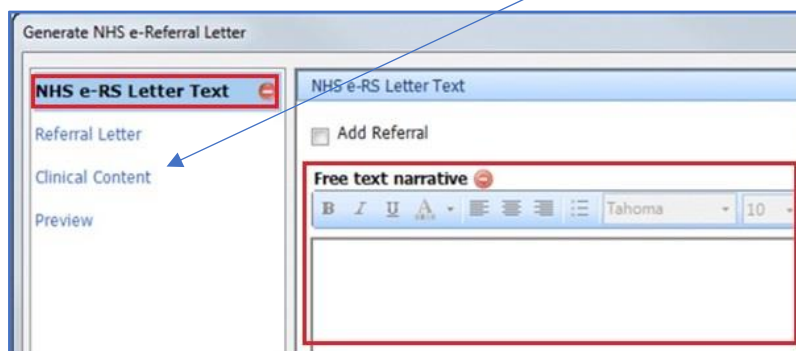 Generate NHS e-Referral Letter
NHS e-RS Letter Text
Referral Letter
Clinical Content
Preview
NHS e-RS Letter Text
Add Referral
Free text narrative
B I U A Tahoma 10